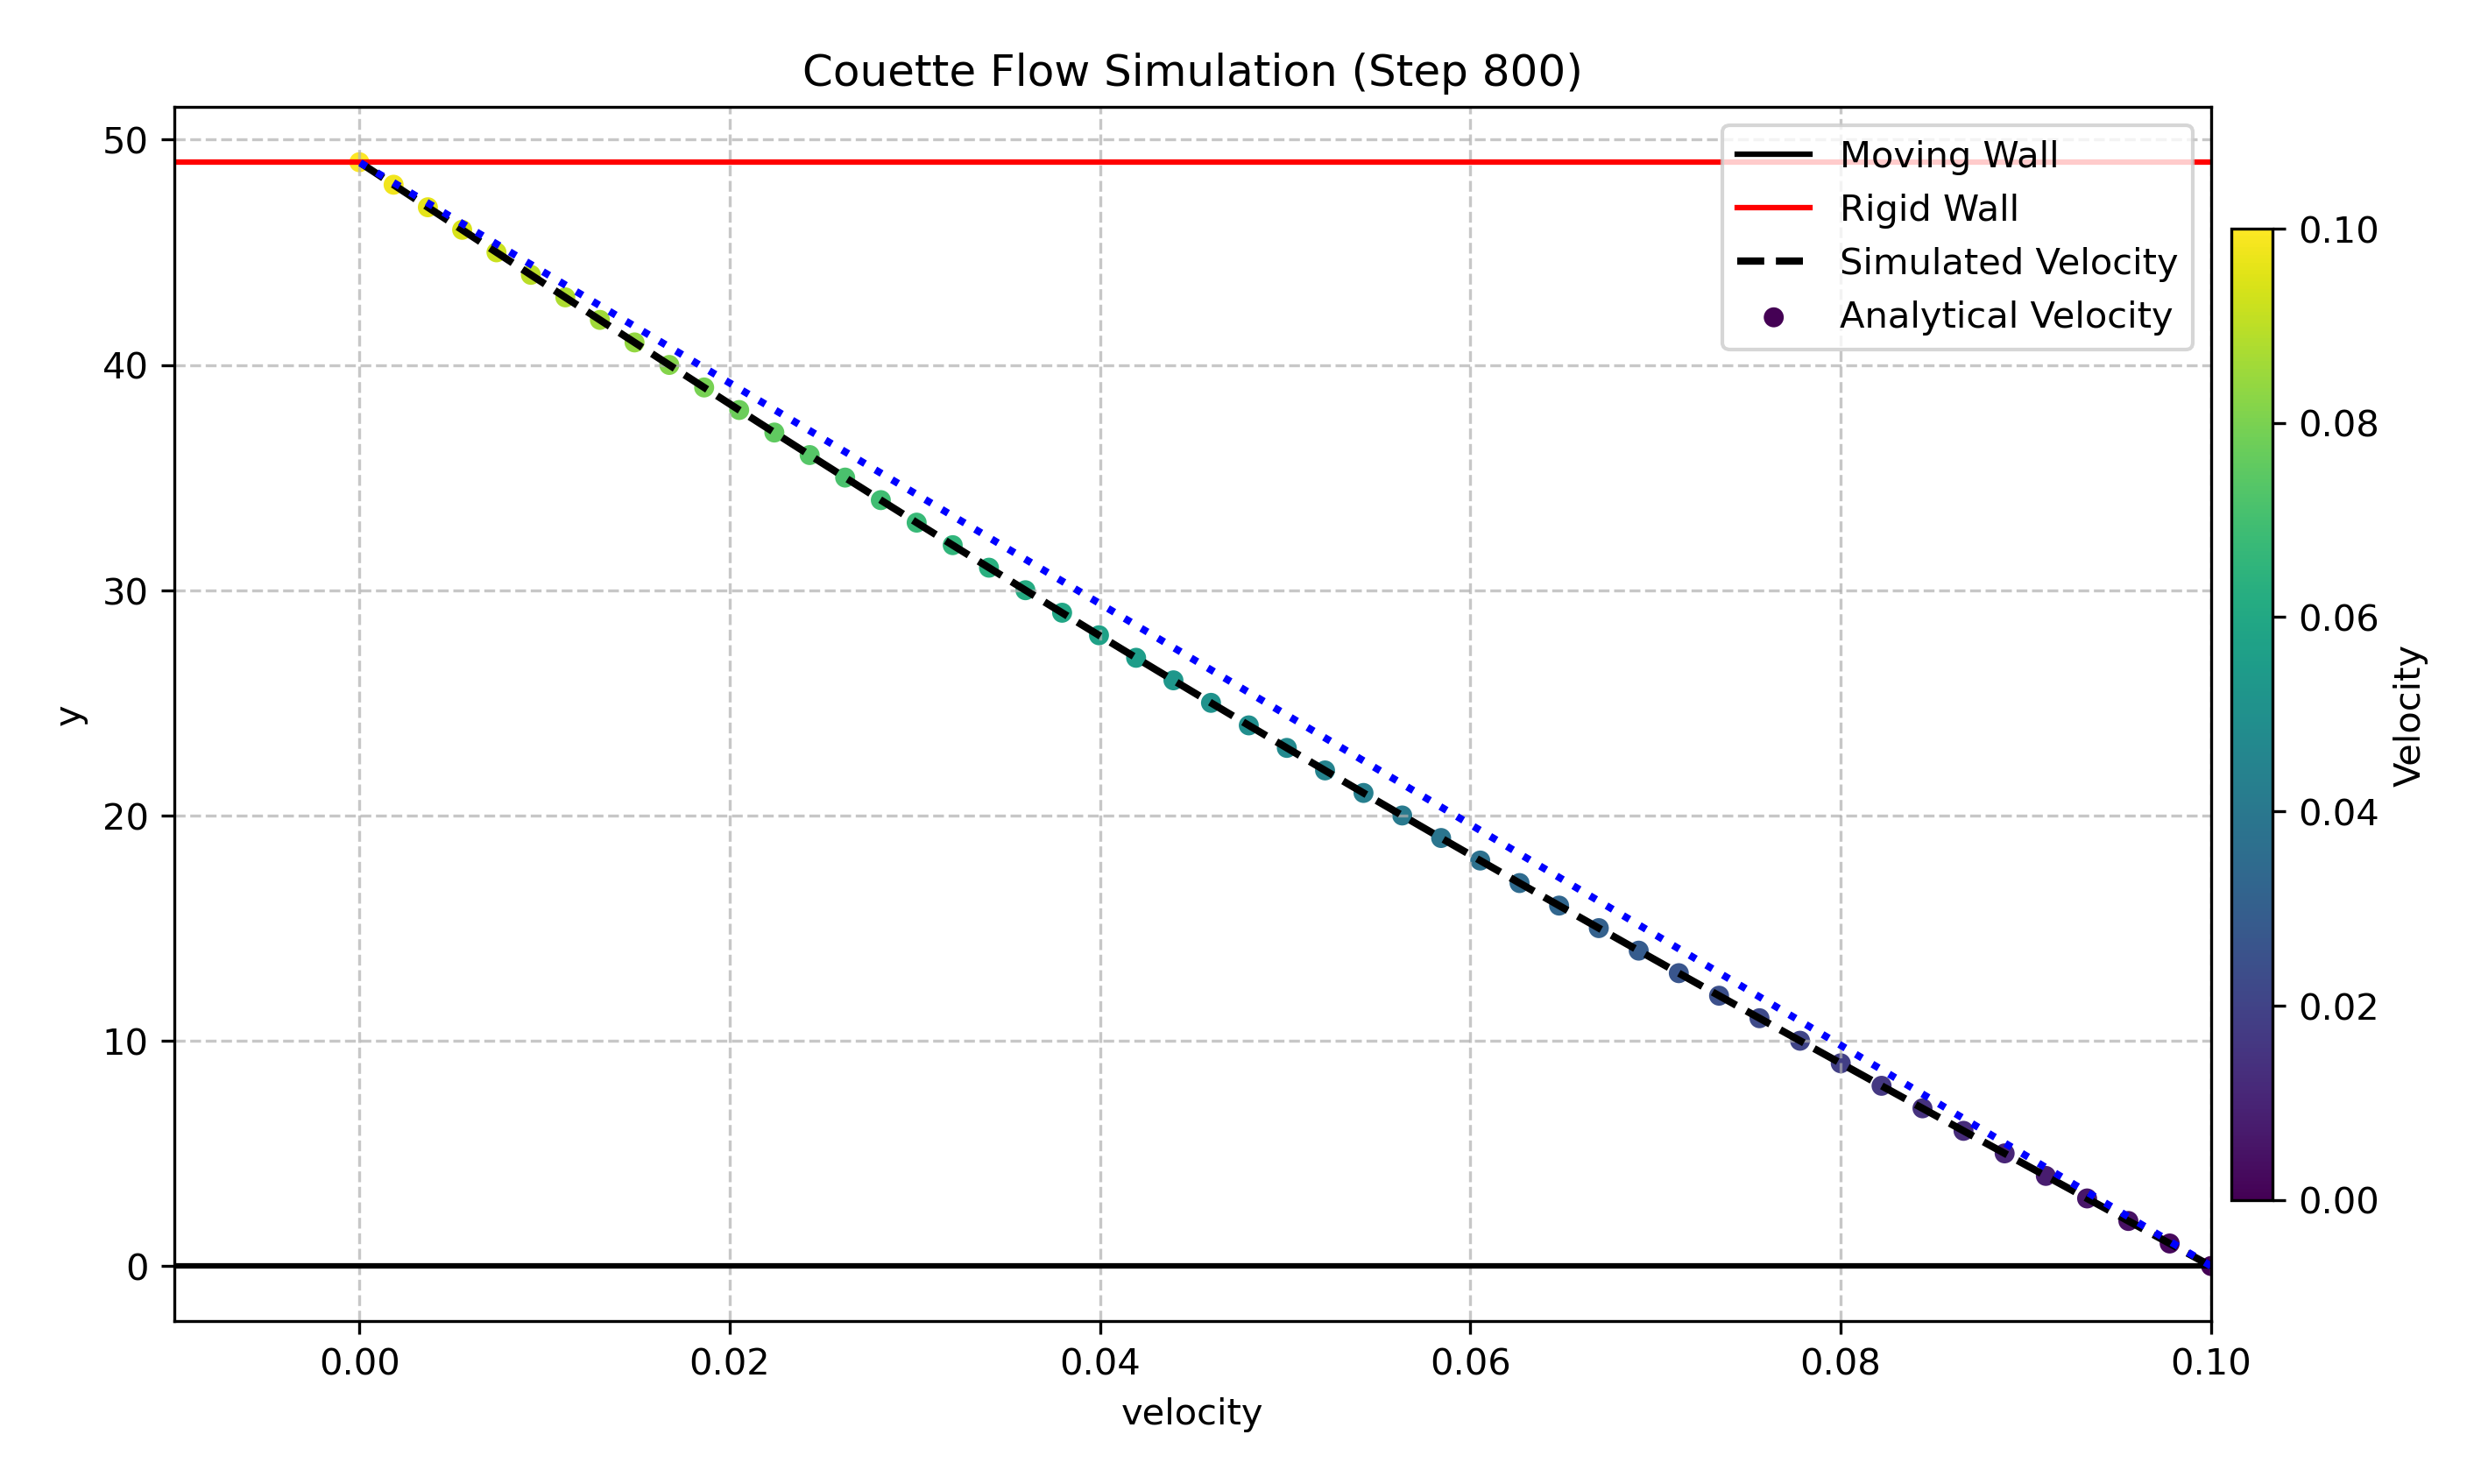 Couette Flow Simulation (Step 800)
50
40
30
20
10
0
y
Moving Wall
Rigid Wall
Simulated Velocity
Analytical Velocity
0.10
0.08
0.06
0.04
0.02
0.00
Velocity
0.00 0.02 0.04 0.06 0.08 0.10
velocity